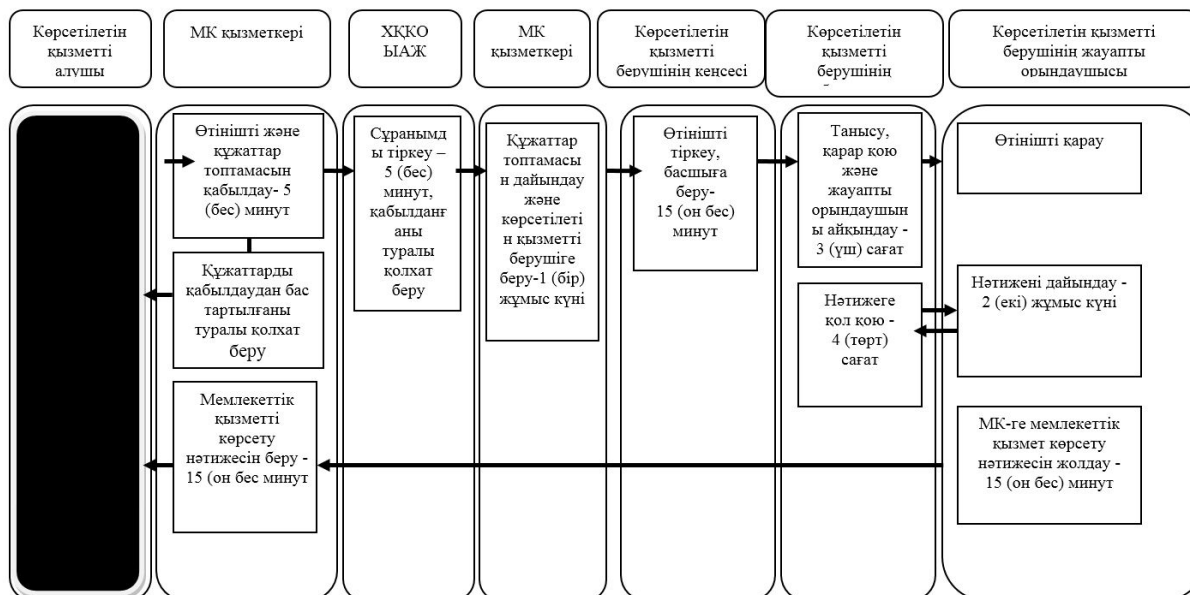 Көрсетілетін
қызметті
алушы
МК қызметкері
ХҚКО
ЫАЖ
МК
қызметкері
Көрсетілетін
қызметті
берушінің кеңсесі
Көрсетілетін
қызметті
берушінің
Көрсетілетін қызметті
берушінің жауапты
орындаушысы
Өтінішті және
құжаттар
топтамасын
қабылдау- 5
(бес) минут
Құжаттарды
қабылдаудан бас
тартылғаны
туралы қолхат
беру
Мемлекеттік
қызметті
көрсету
нәтижесін беру -
15 (он бес минут
Сұранымд
ы тіркеу –
5 (бес)
минут,
қабылданғ
аны
туралы
қолхат
беру
Құжаттар
топтамасы
н дайындау
және
көрсетілеті
н қызметті
берушіге
беру-1 (бір)
жұмыс күні
Өтінішті
тіркеу,
басшыға
беру-
15 (он бес)
минут
Танысу,
қарар қою
және
жауапты
орындаушын
ы айқындау -
3 (үш) сағат
Нәтижеге
қол қою -
4 (төрт)
сағат
Өтінішті қарау
Нәтижені дайындау -
2 (екі) жұмыс күні
МК-ге мемлекеттік
қызмет көрсету
нәтижесін жолдау -
15 (он бес) минут